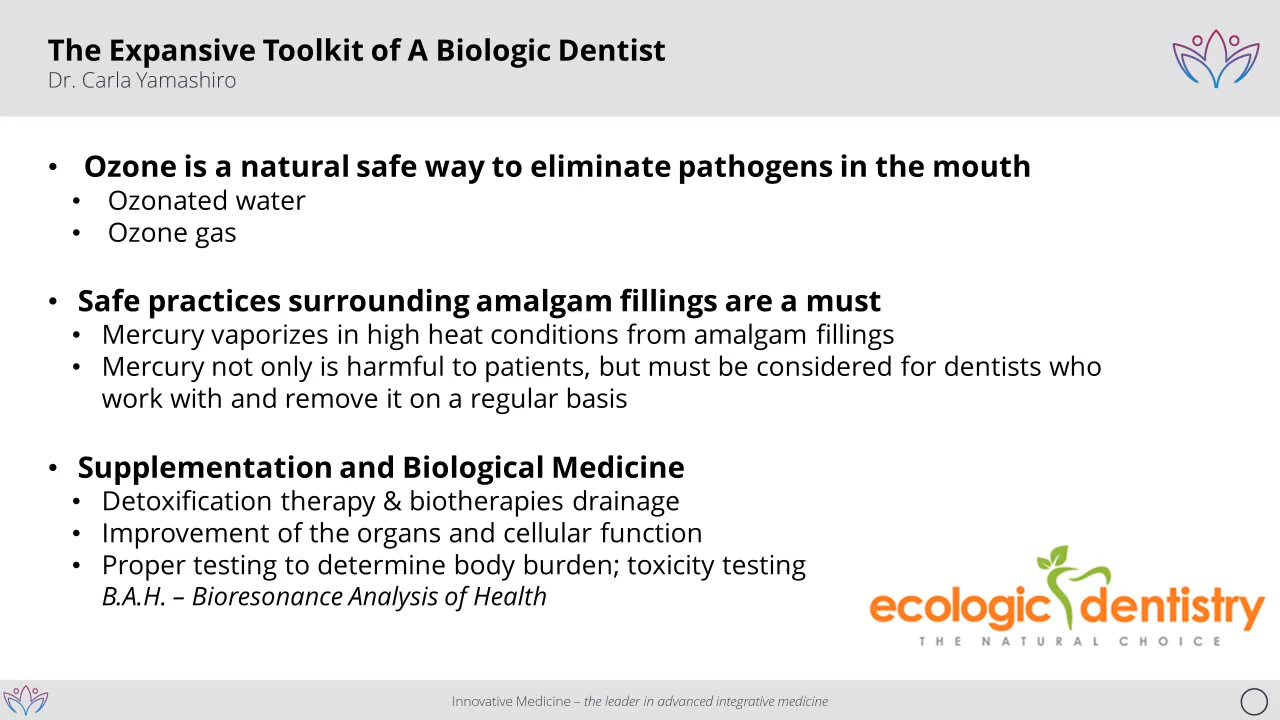 The Expansive Toolkit of A Biologic Dentist
Dr. Carla Yamashiro
• Ozone is a natural safe way to eliminate pathogens in the mouth
• Ozonated water
• Ozone gas
• Safe practices surrounding amalgam fillings are a must
• Mercury vaporizes in high heat conditions from amalgam fillings
• Mercury not only is harmful to patients, but must be considered for dentists who
work with and remove it on a regular basis
• Supplementation and Biological Medicine
• Detoxification therapy & biotherapies drainage
• Improvement of the organs and cellular function
• Proper testing to determine body burden; toxicity testing
B.A.H. – Bioresonance Analysis of Health
ecologic dentistry
THE NATURAL CHOICE
Innovative Medicine – the leader in advanced integrative medicine